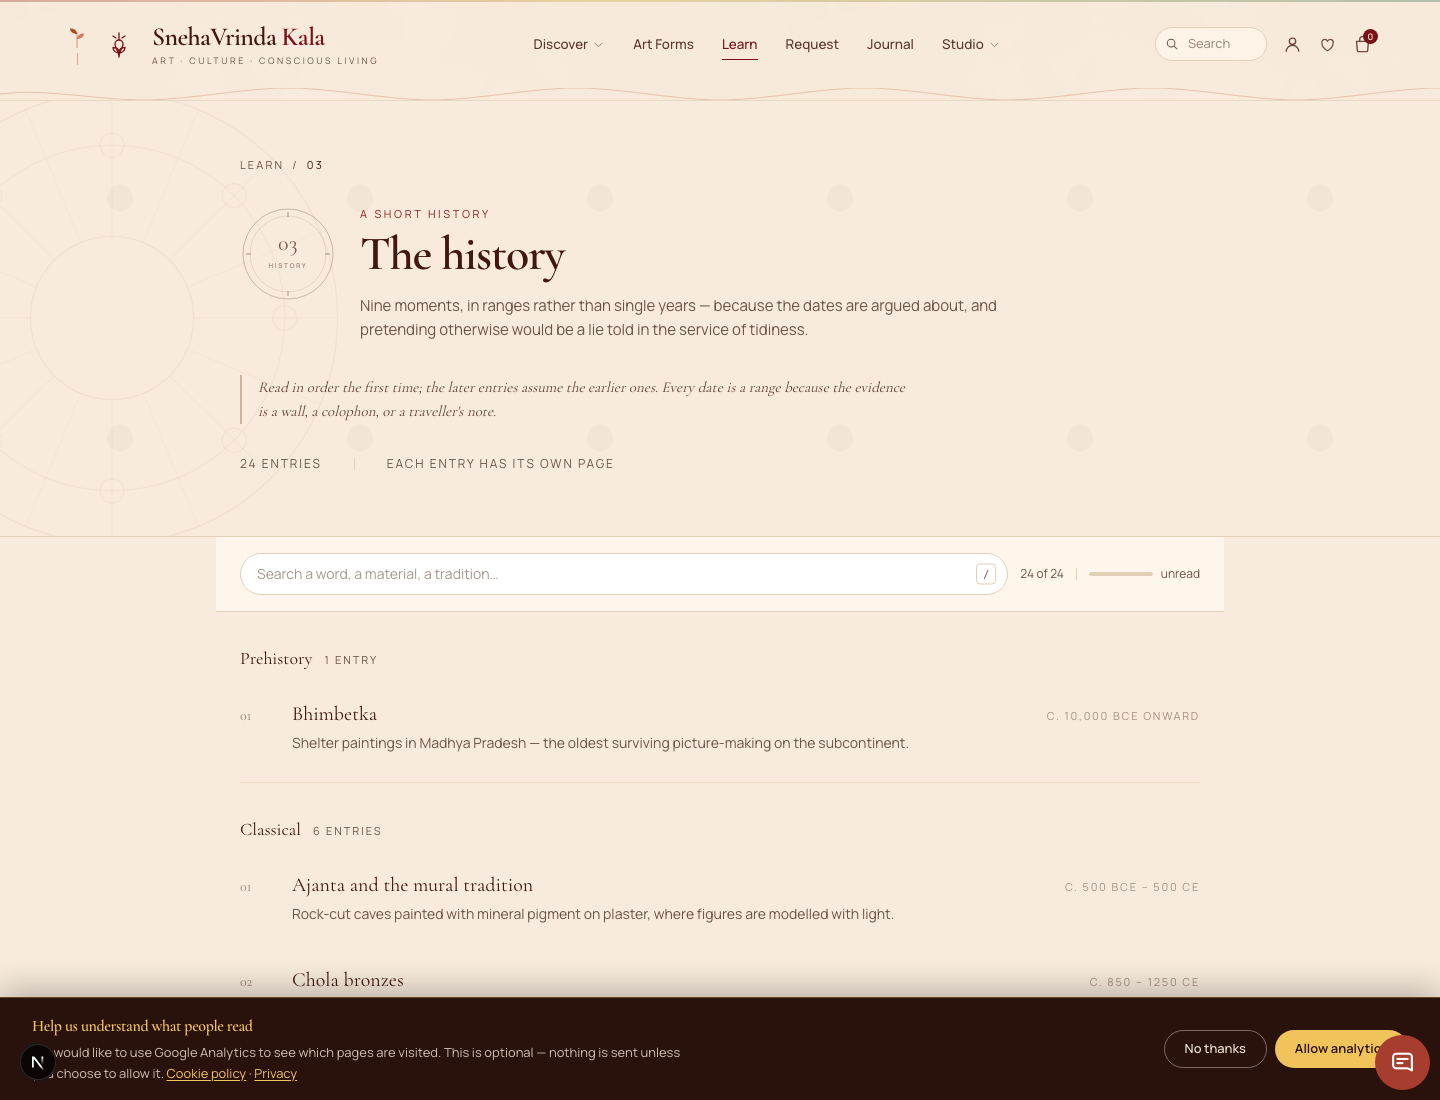 SnehaVrinda Kala
ART · CULTURE · CONSCIOUS LIVING
Discover
Art Forms
Learn
Request
Journal
Studio
Search
0
LEARN / 03
03
HISTORY
A SHORT HISTORY
The history
Nine moments, in ranges rather than single years — because the dates are argued about, and
pretending otherwise would be a lie told in the service of tidiness.
Read in order the first time; the later entries assume the earlier ones. Every date is a range because the evidence
is a wall, a colophon, or a traveller's note.
24 ENTRIES
EACH ENTRY HAS ITS OWN PAGE
Search a word, a material, a tradition…
/
24 of 24
unread
Prehistory 1 ENTRY
01 Bhimbetka C. 10,000 BCE ONWARD
Shelter paintings in Madhya Pradesh — the oldest surviving picture-making on the subcontinent.
Classical 6 ENTRIES
01 Ajanta and the mural tradition C. 500 BCE – 500 CE
Rock-cut caves painted with mineral pigment on plaster, where figures are modelled with light.
02 Chola bronzes C. 850 – 1250 CE
Help us understand what people read
would like to use Google Analytics to see which pages are visited. This is optional — nothing is sent unless
choose to allow it. Cookie policy · Privacy
N
No thanks
Allow